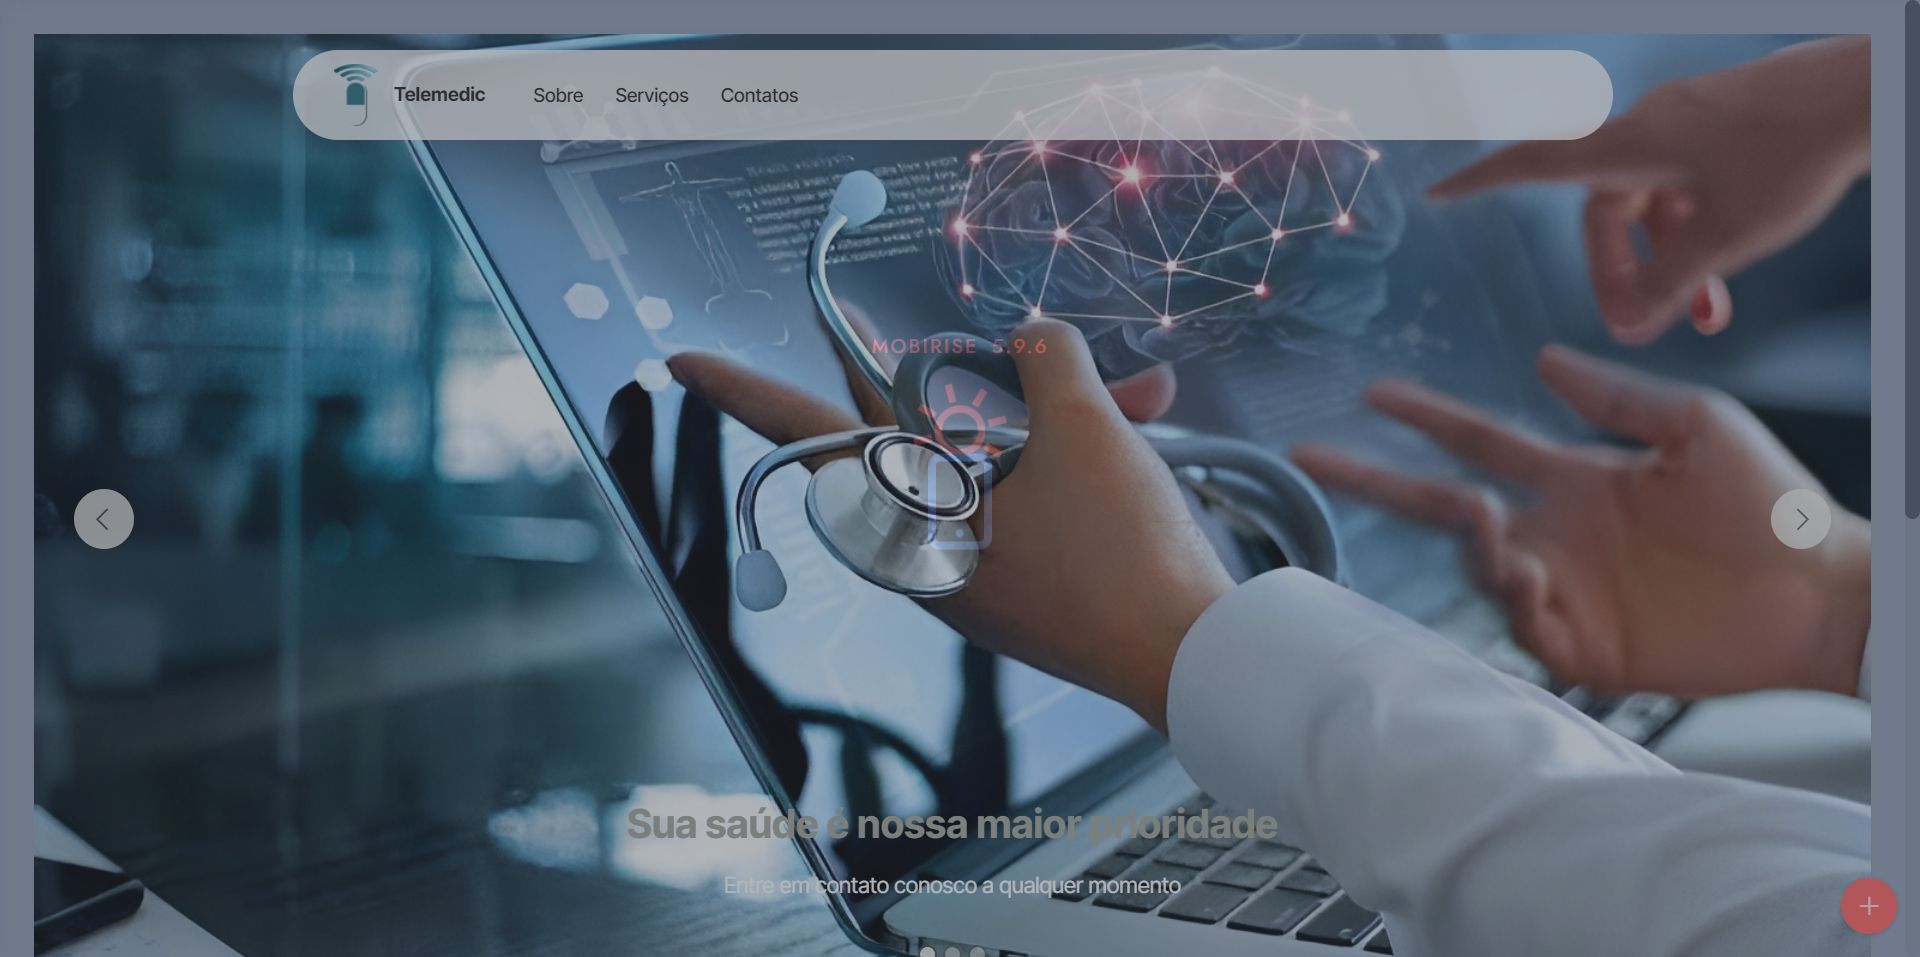 Telemedic Sobre Serviços Contatos
MOBIRISE 5.9.6
Sua saúde é nossa maior prioridade
Entre em contato conosco a qualquer momento